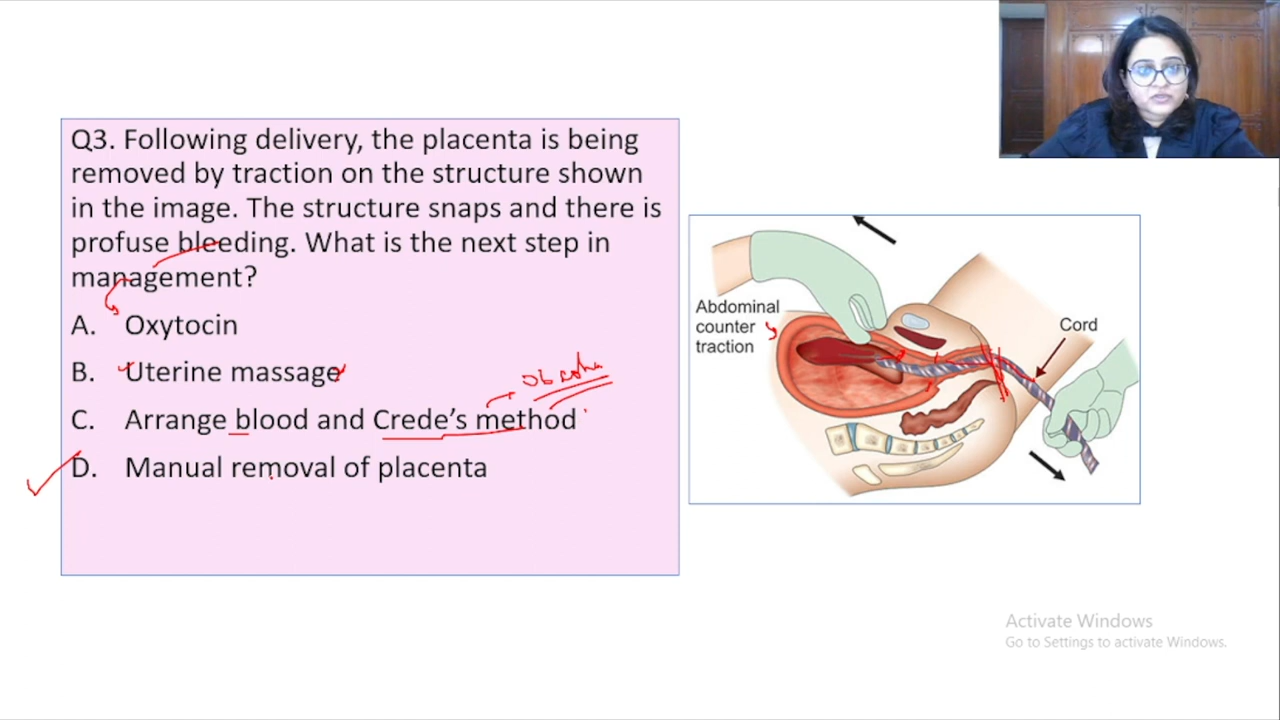 Q3. Following delivery, the placenta is being
removed by traction on the structure shown
in the image. The structure snaps and there is
profuse bleeding. What is the next step in
management?
A. Oxytocin
B. Uterine massage
C. Arrange blood and Crede's method
D. Manual removal of placenta
Abdominal
counter
traction
Cord
Activate Windows
Go to Settings to activate Windows.